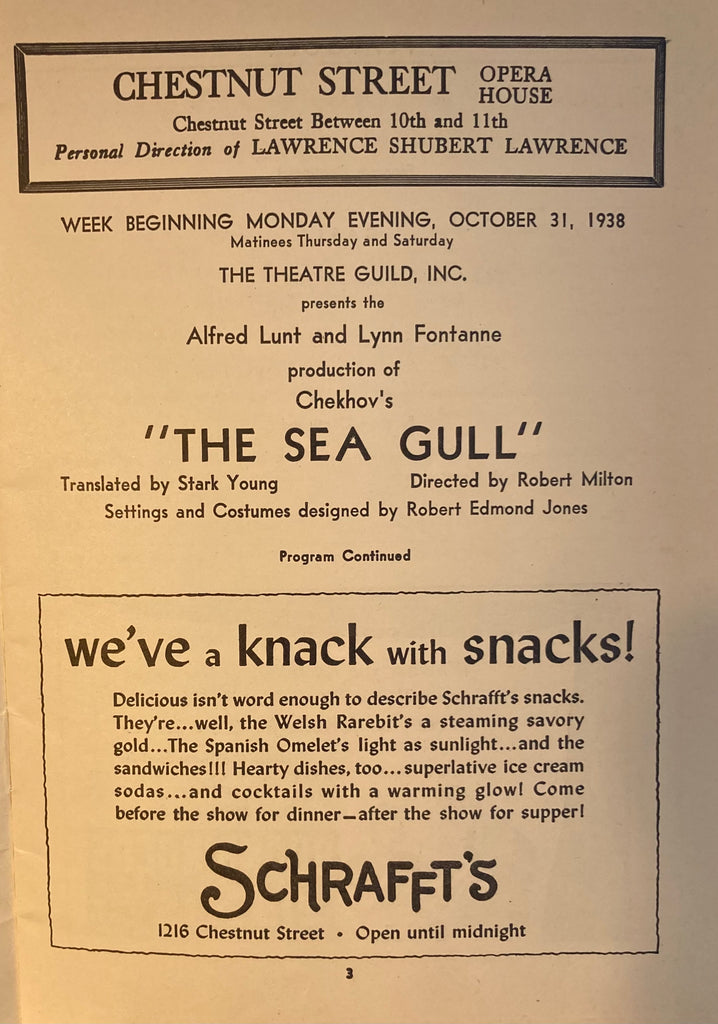 CHESTNUT STREET OPERA HOUSE
Chestnut Street Between 10th and 11th
Personal Direction of LAWRENCE SHUBERT LAWRENCE
WEEK BEGINNING MONDAY EVENING, OCTOBER 31, 1938
Matinees Thursday and Saturday
THE THEATRE GUILD, INC.
presents the
Alfred Lunt and Lynn Fontanne
production of
Chekhov's
"THE SEA GULL"
Translated by Stark Young Directed by Robert Milton
Settings and Costumes designed by Robert Edmond Jones
Program Continued
we've a knack with snacks!
Delicious isn't word enough to describe Schrafft's snacks.
They're...well, the Welsh Rarebit's a steaming savory
gold...The Spanish Omelet's light as sunlight...and the
sandwiches!!! Hearty dishes, too...superlative ice cream
sodas...and cocktails with a warming glow! Come
before the show for dinner—after the show for supper!
SCHRAFFT'S
1216 Chestnut Street • Open until midnight
3